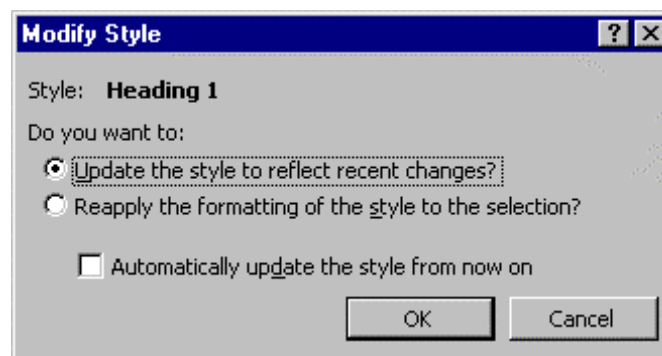 Modify Style
Style: Heading 1
Do you want to:
Update the style to reflect recent changes?
Reapply the formatting of the style to the selection?
Automatically update the style from now on
OK Cancel